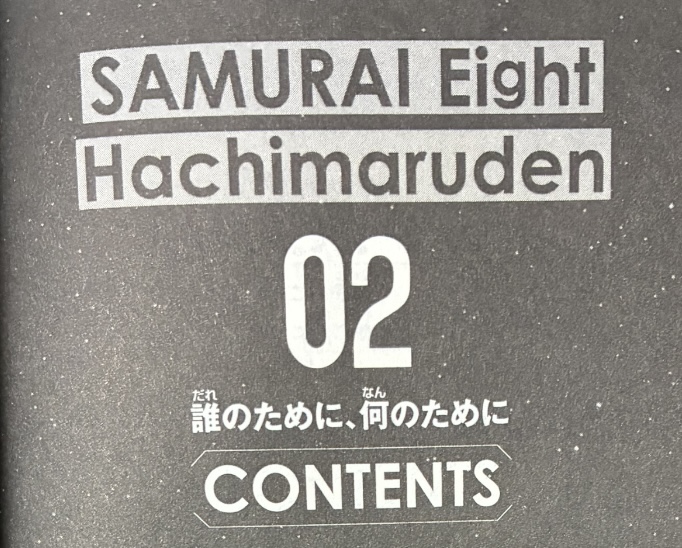 SAMURAI Eight
Hachimaruden
02
だれ なん
誰のために、何のために
CONTENTS